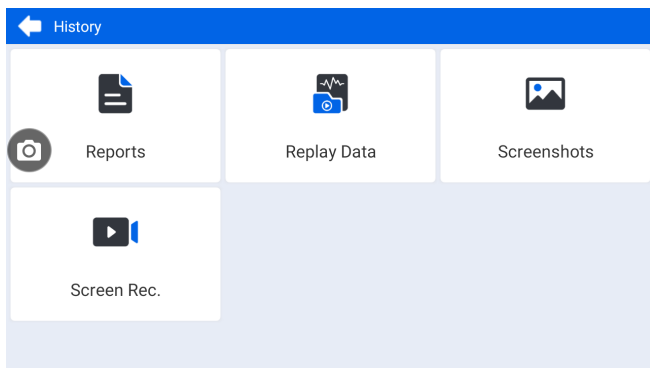 History
Reports
Replay Data
Screenshots
Screen Rec.